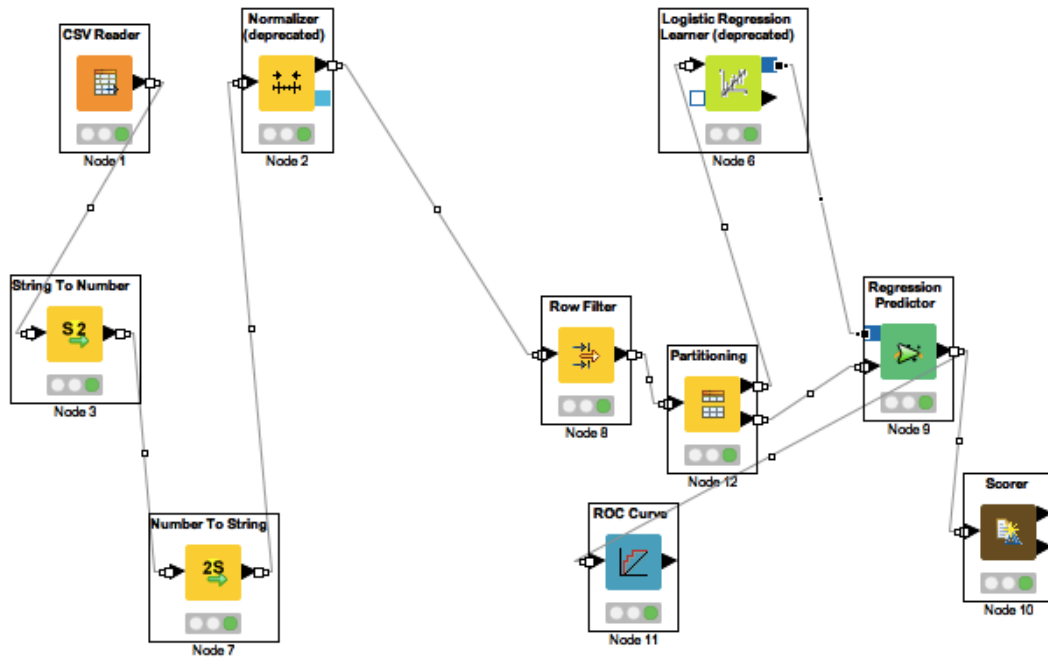 CSV Reader
Node 1
Normalizer
(deprecated)
Node 2
Logistic Regression
Learner (deprecated)
Node 6
String To Number
S 2
Node 3
Row Filter
Node 8
Partitioning
Node 12
Regression
Predictor
Node 9
Number To String
2S
Node 7
ROC Curve
Node 11
Scorer
Node 10